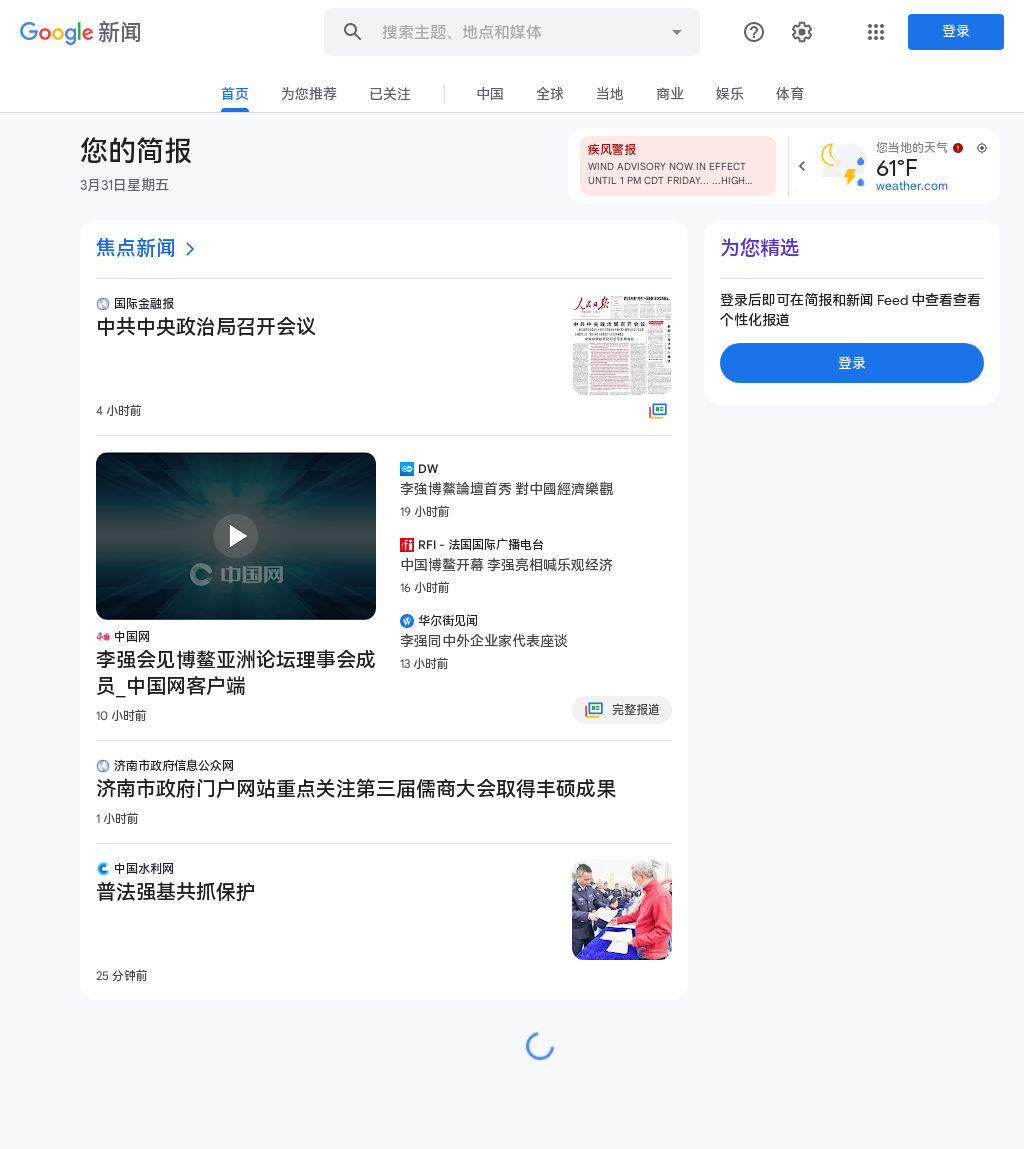 Google 新闻
搜索主题、地点和媒体
登录
首页 为您推荐 已关注 中国 全球 当地 商业 娱乐 体育
您的简报
3月31日星期五
疾风警报
WIND ADVISORY NOW IN EFFECT
UNTIL 1 PM CDT FRIDAY... ...HIGH...
您当地的天气
61°F
weather.com
焦点新闻
国际金融报
中共中央政治局召开会议
人民日报
中共中央政治局召开会议
4 小时前
中国网
中国网
李强会见博鳌亚洲论坛理事会成
员_中国网客户端
10 小时前
DW
李強博鰲論壇首秀 對中國經濟樂觀
19 小时前
RFI - 法国国际广播电台
中国博鳌开幕 李强亮相喊乐观经济
16 小时前
华尔街见闻
李强同中外企业家代表座谈
13 小时前
完整报道
济南市政府信息公众网
济南市政府门户网站重点关注第三届儒商大会取得丰硕成果
1 小时前
中国水利网
普法强基共抓保护
25 分钟前
为您精选
登录后即可在简报和新闻 Feed 中查看查看
个性化报道
登录